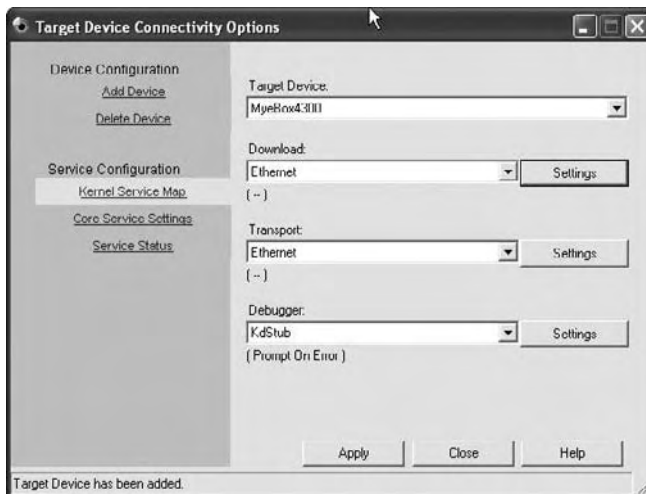 Target Device Connectivity Options
Device Configuration
Add Device
Delete Device
Service Configuration
Kernel Service Map
Core Service Settings
Service Status
Target Device:
MyeBox4300
Download:
Ethernet
Settings
( -- )
Transport:
Ethernet
Settings
( -- )
Debugger:
KdStub
Settings
( Prompt On Error )
Apply
Close
Help
Target Device has been added.